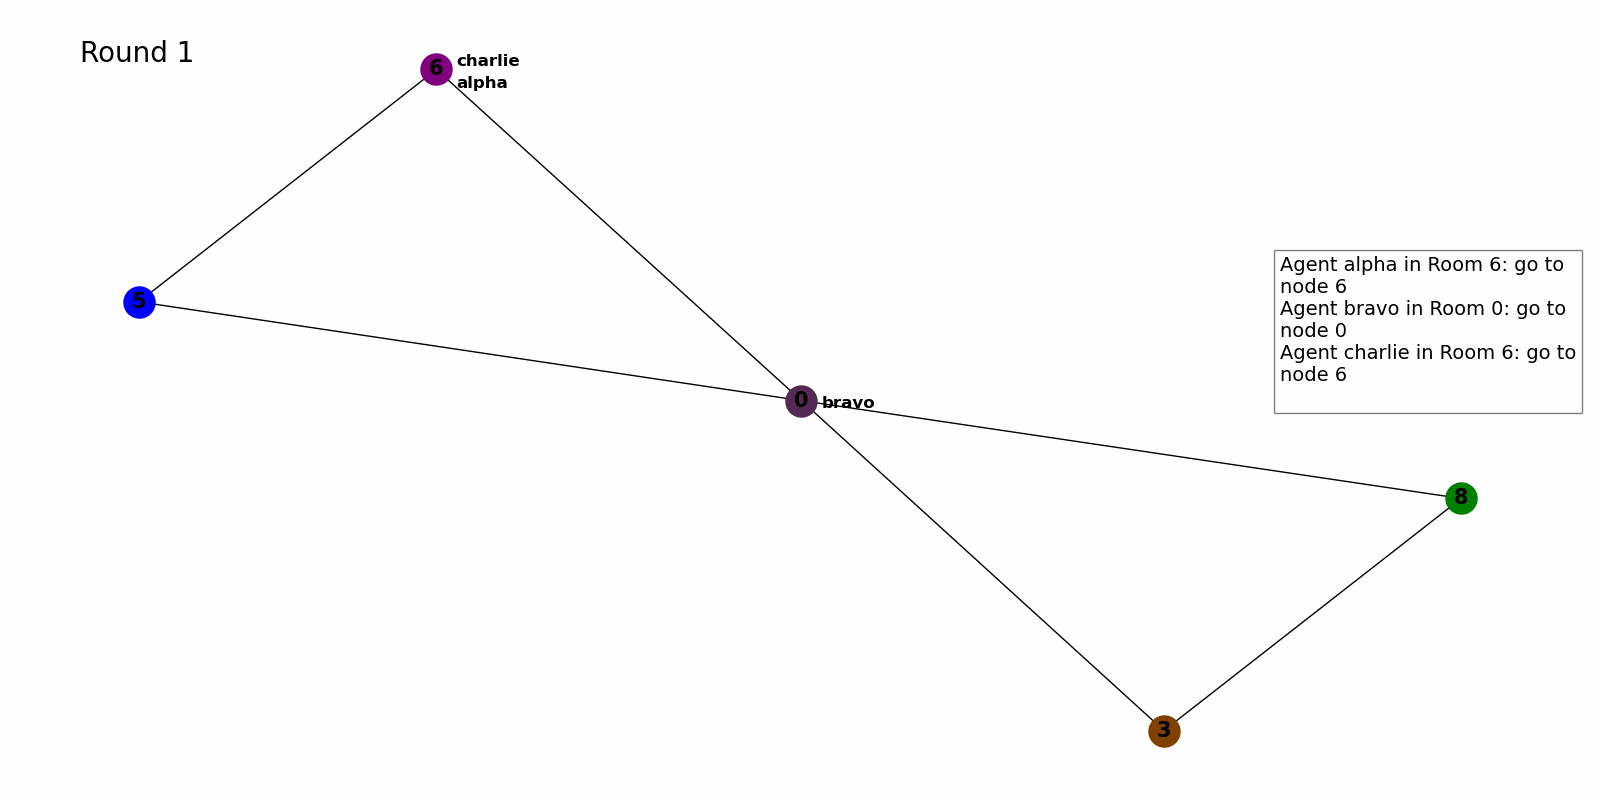 Round 1
6
charlie
alpha
Agent alpha in Room 6: go to
node 6
Agent bravo in Room 0: go to
node 0
Agent charlie in Room 6: go to
node 6
5
0
bravo
8
3